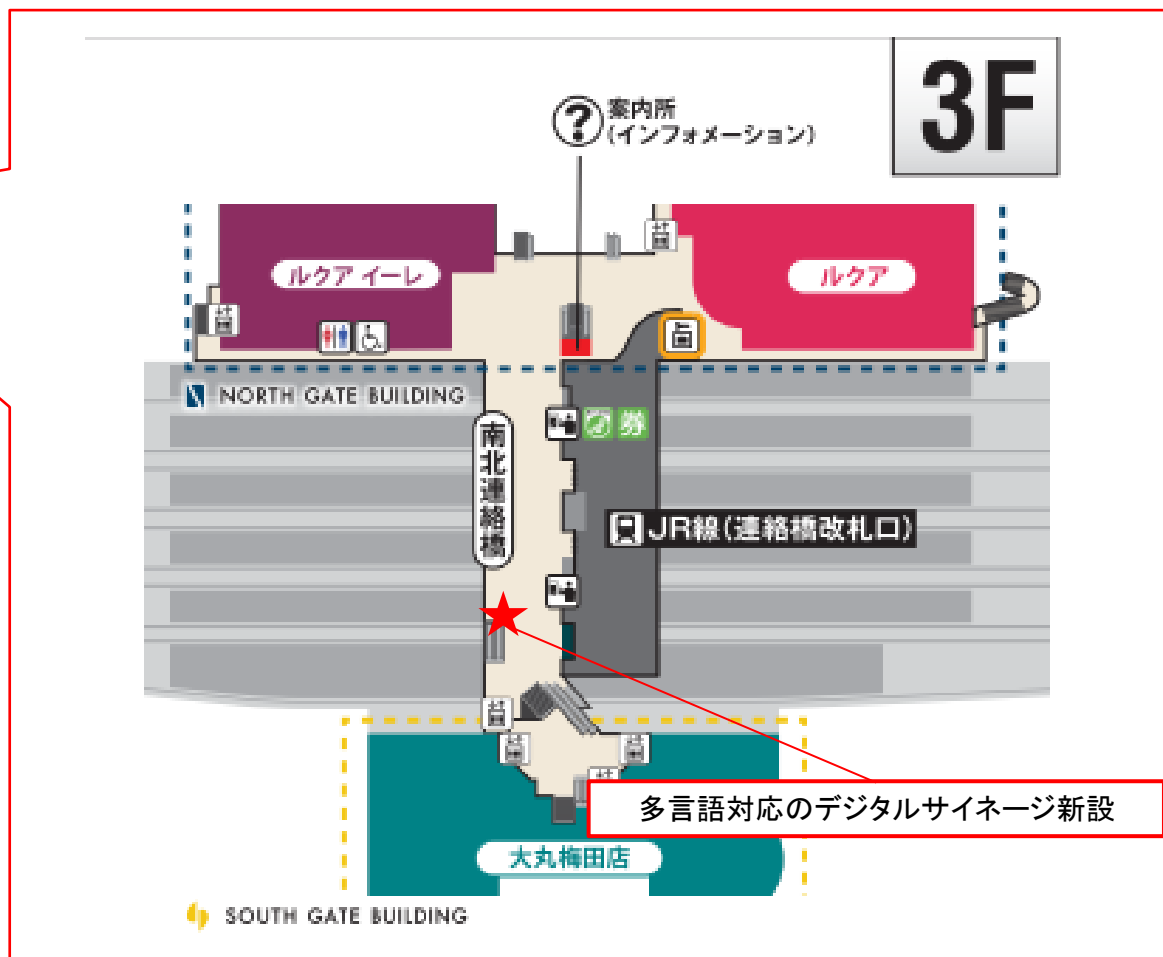 3F
案内所
(インフォメーション)
ルクア イーレ
ルクア
NORTH GATE BUILDING
南北連絡橋
券
JR線(連絡橋改札口)
多言語対応のデジタルサイネージ新設
大丸梅田店
SOUTH GATE BUILDING